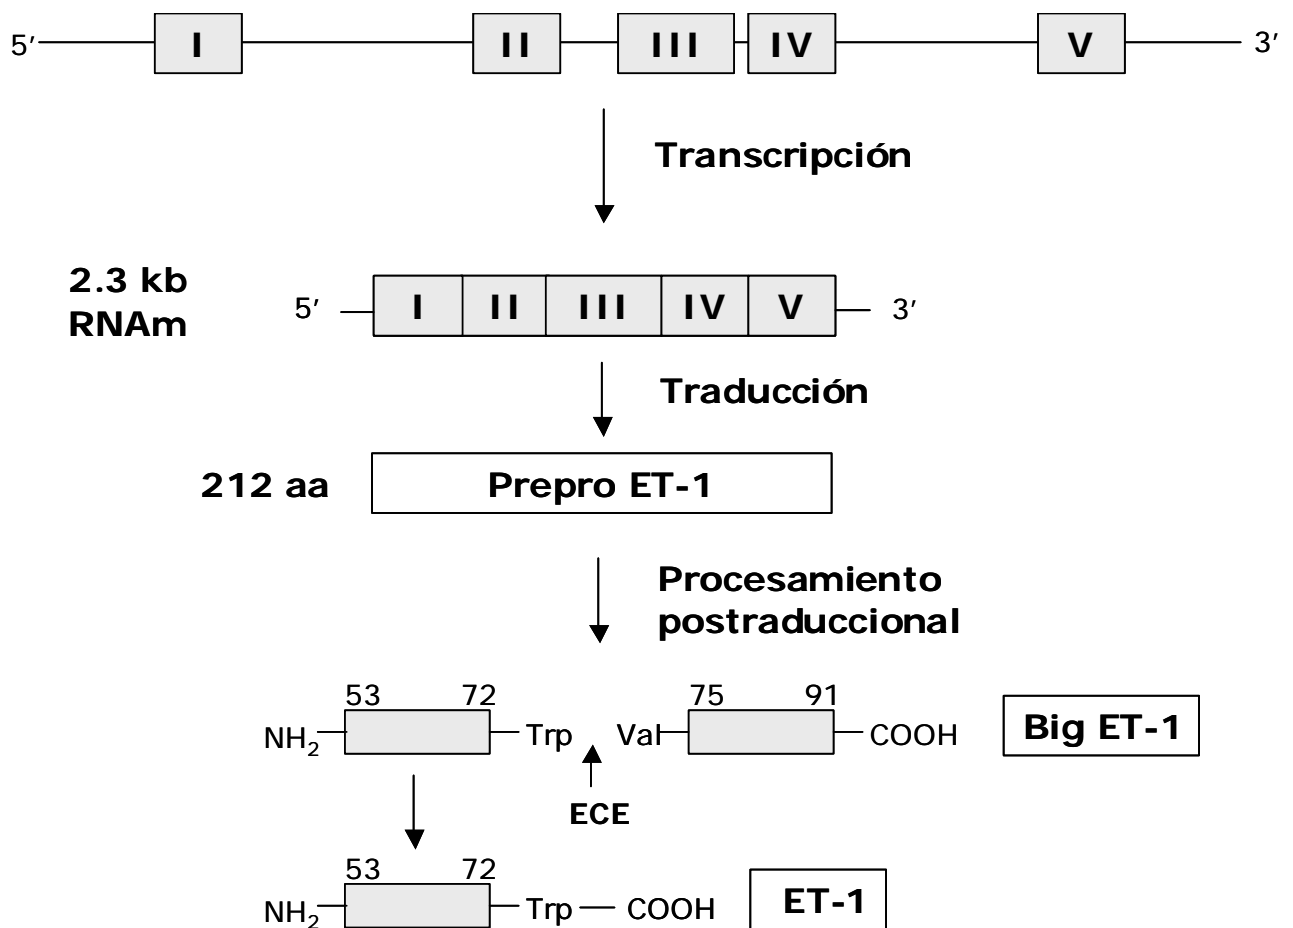 5′ I II III IV V 3′
Transcripción
2.3 kb
RNAm
5′ I II III IV V 3′
Traducción
212 aa Prepro ET-1
Procesamiento
postraduccional
53 72 75 91
NH2 Trp Val COOH Big ET-1
ECE
53 72
NH2 Trp COOH ET-1